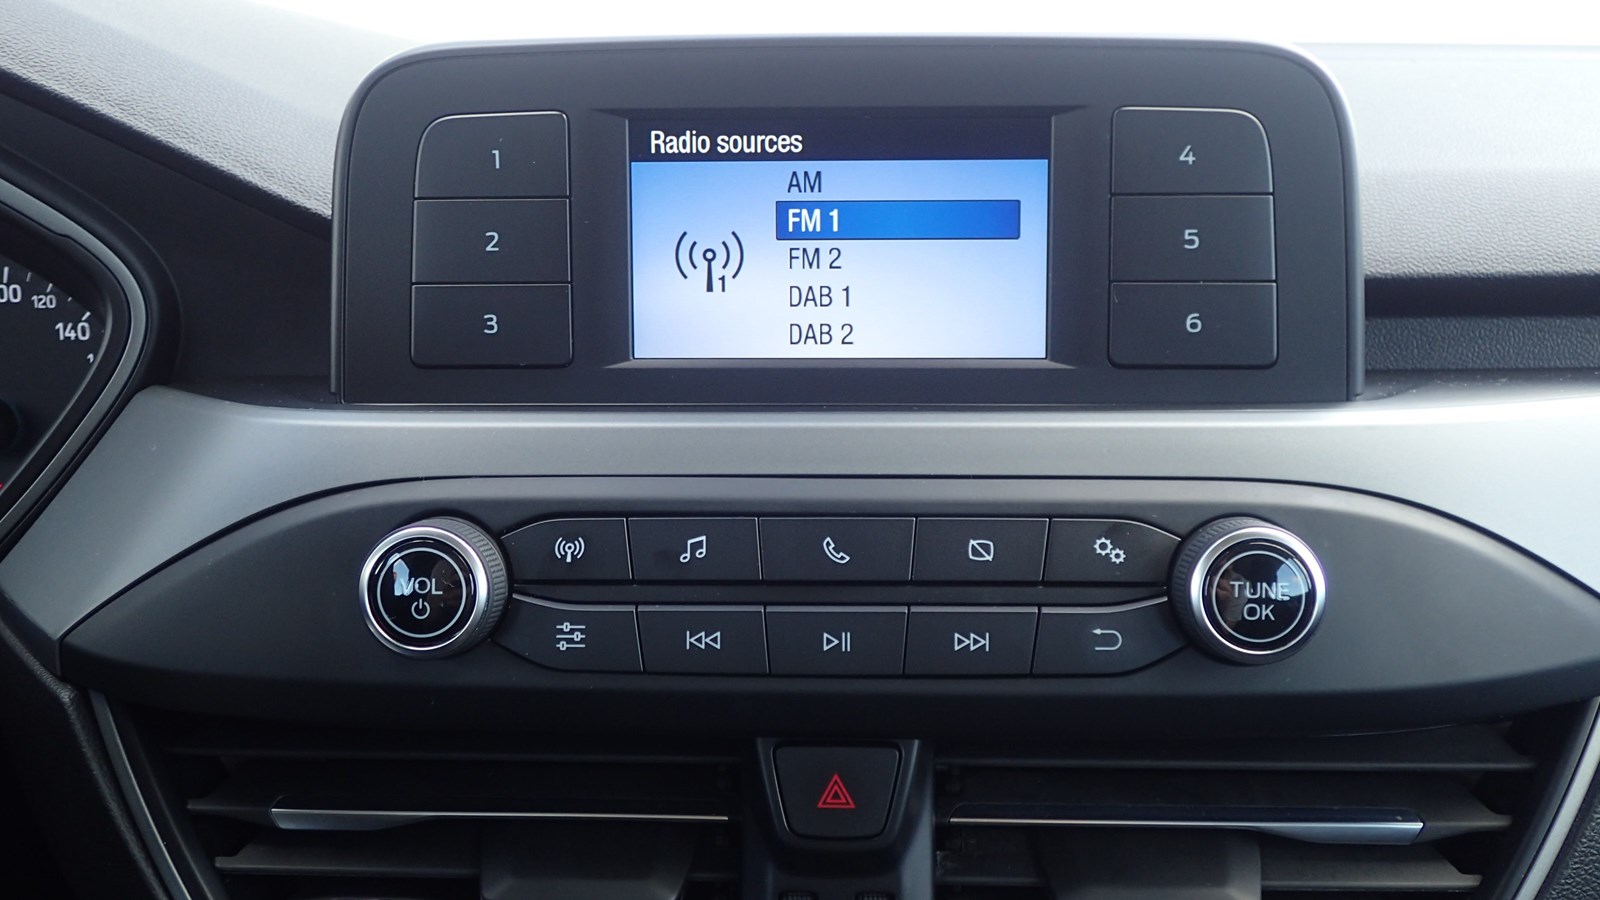 Radio sources
AM
FM 1
FM 2
DAB 1
DAB 2
1
1
2
3
4
5
6
120
140
VOL
TUNE
OK